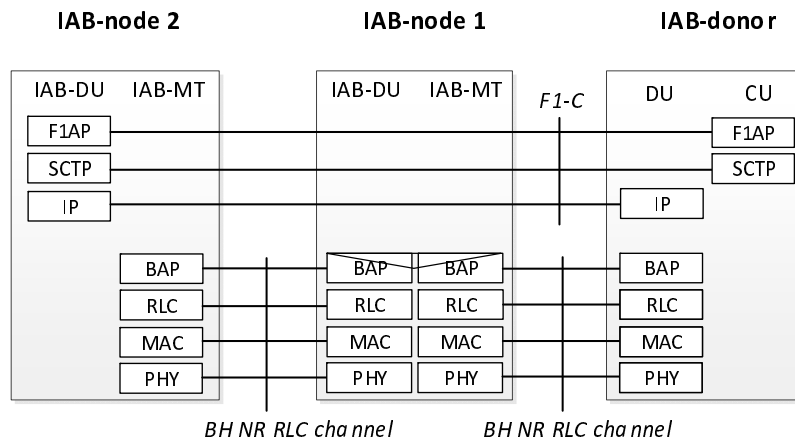 IAB-node 2 IAB-node 1 IAB-donor
IAB-DU IAB-MT IAB-DU IAB-MT F1-C DU CU
F1AP F1AP
SCTP SCTP
IP IP
BAP BAP BAP BAP
RLC RLC RLC RLC
MAC MAC MAC MAC
PHY PHY PHY PHY
BH NR RLC channel BH NR RLC channel